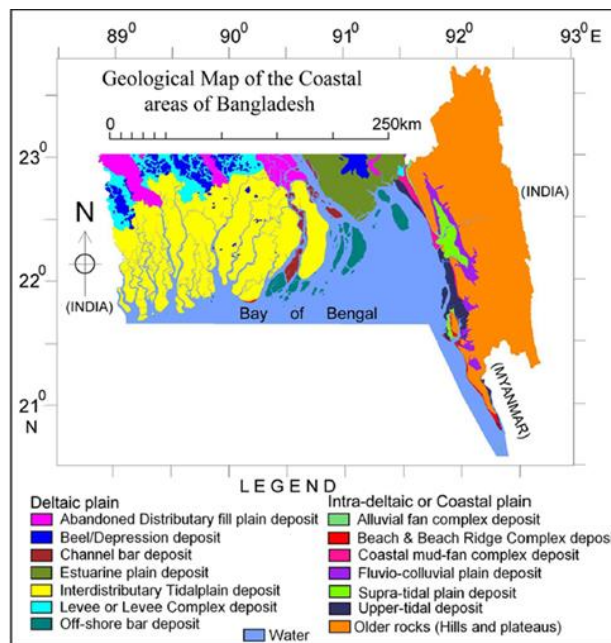 89⁰
90⁰
91⁰
92⁰
93⁰E
Geological Map of the Coastal
areas of Bangladesh
0
250km
23⁰
N
(INDIA)
22⁰
(INDIA)
Bay of Bengal
21⁰
N
(MYANMAR)
LEGEND
Deltaic plain
Abandoned Distributary fill plain deposit
Beel/Depression deposit
Channel bar deposit
Estuarine plain deposit
Interdistributary Tidalplain deposit
Levee or Levee Complex deposit
Off-shore bar deposit
Water
Intra-deltaic or Coastal plain
Alluvial fan complex deposit
Beach & Beach Ridge Complex deposit
Coastal mud-fan complex deposit
Fluvio-colluvial plain deposit
Supra-tidal plain deposit
Upper-tidal deposit
Older rocks (Hills and plateaus)